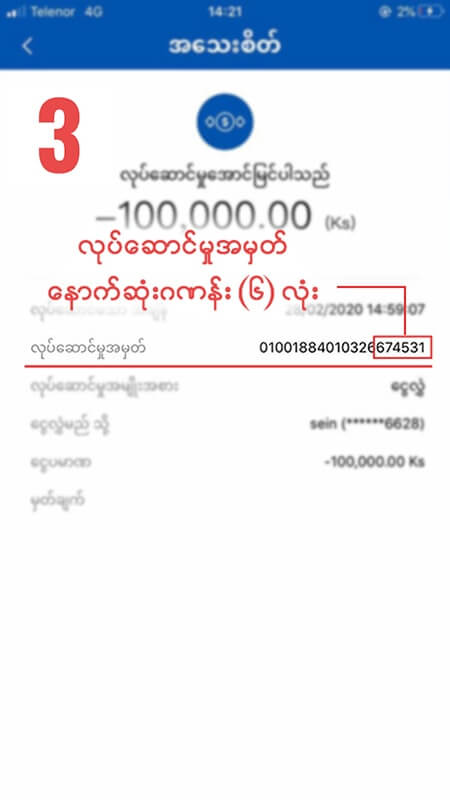 Telenor 4G 14:21 2%
အသေးစိတ်
3
လုပ်ဆောင်မှုအောင်မြင်ပါသည်
-100,000.00 (Ks)
လုပ်ဆောင်မှုအမှတ်
နောက်ဆုံးဂဏန်း (၆) လုံး
28/02/2020 14:59:07
လုပ်ဆောင်မှုအမှတ် 01001884010326674531
လုပ်ဆောင်မှုအမျိုးအစား ငွေလွှဲ
ငွေလွှဲမည် သို့ sein (******6628)
ငွေပမာဏ -100,000.00 Ks
မှတ်ချက်